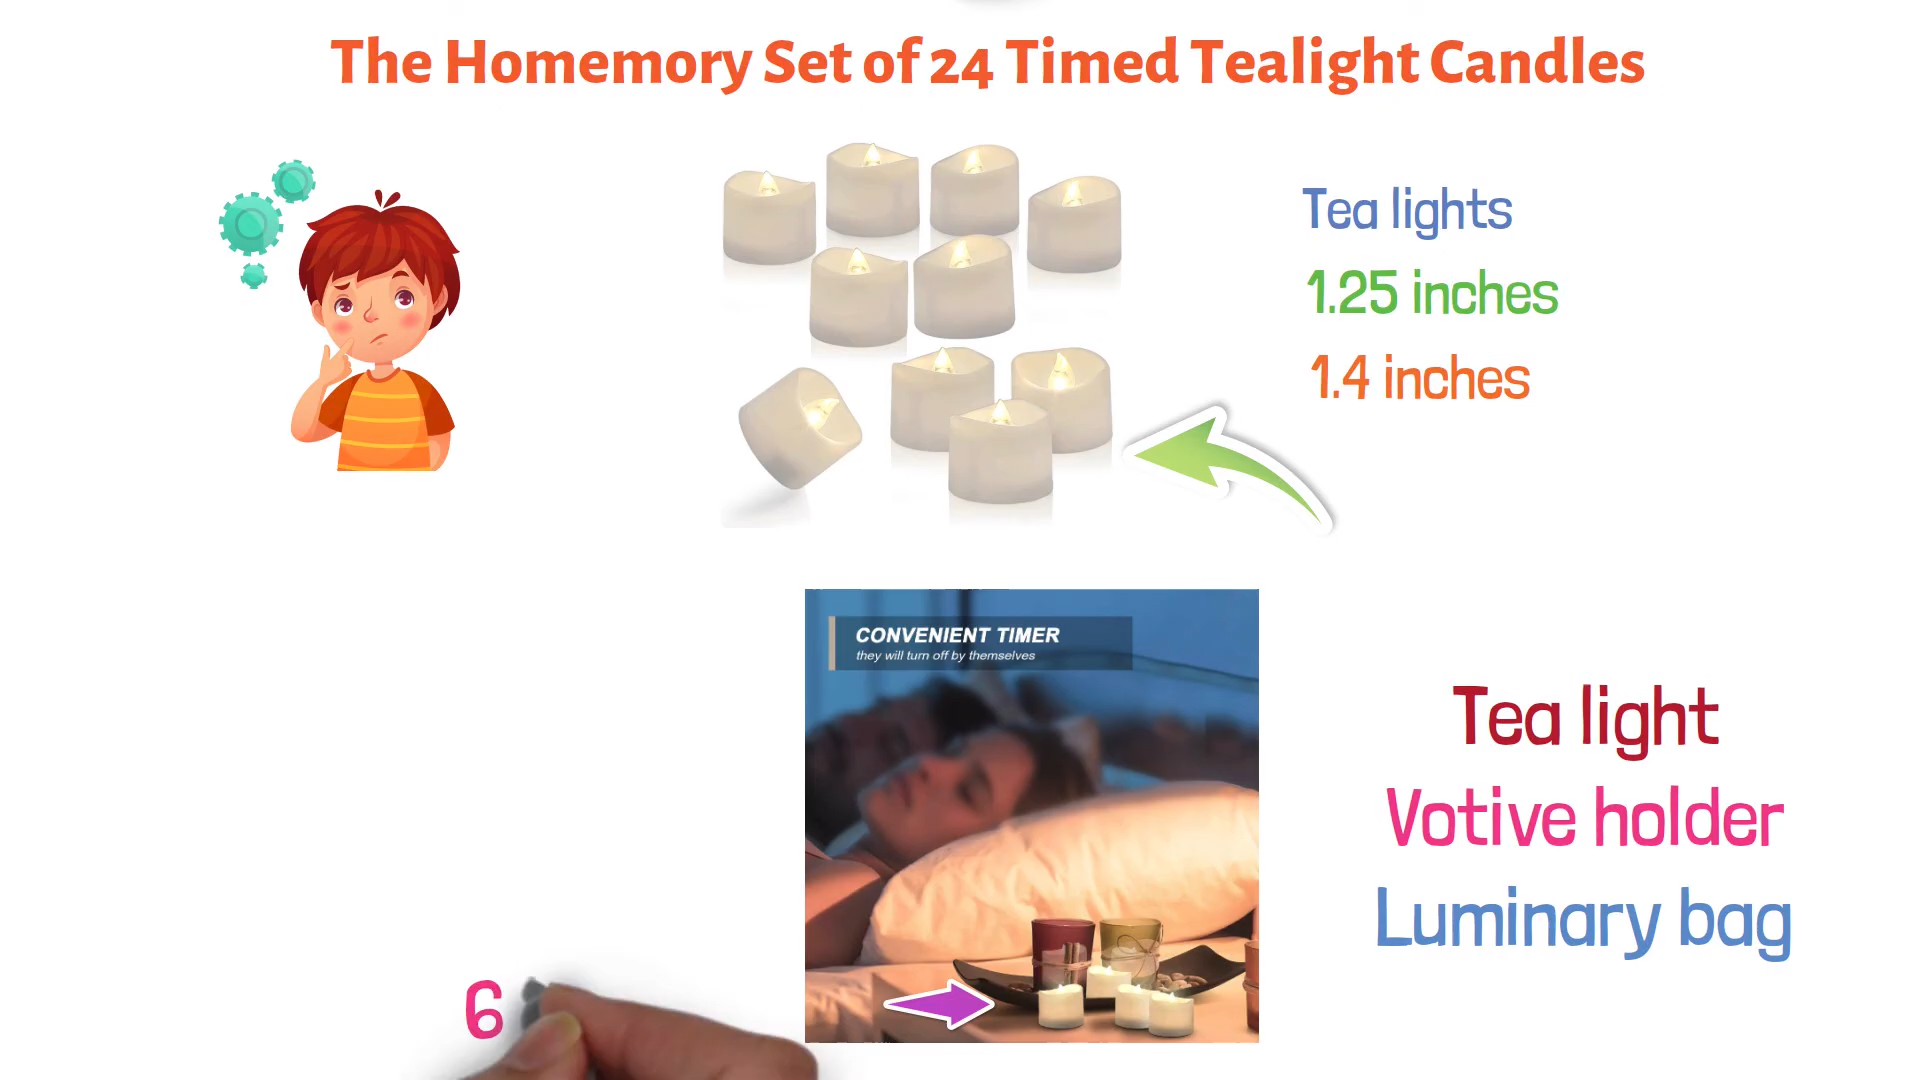 The Homemory Set of 24 Timed Tealight Candles
Tea lights
1.25 inches
1.4 inches
CONVENIENT TIMER
they will turn off by themselves
Tea light
Votive holder
Luminary bag
6